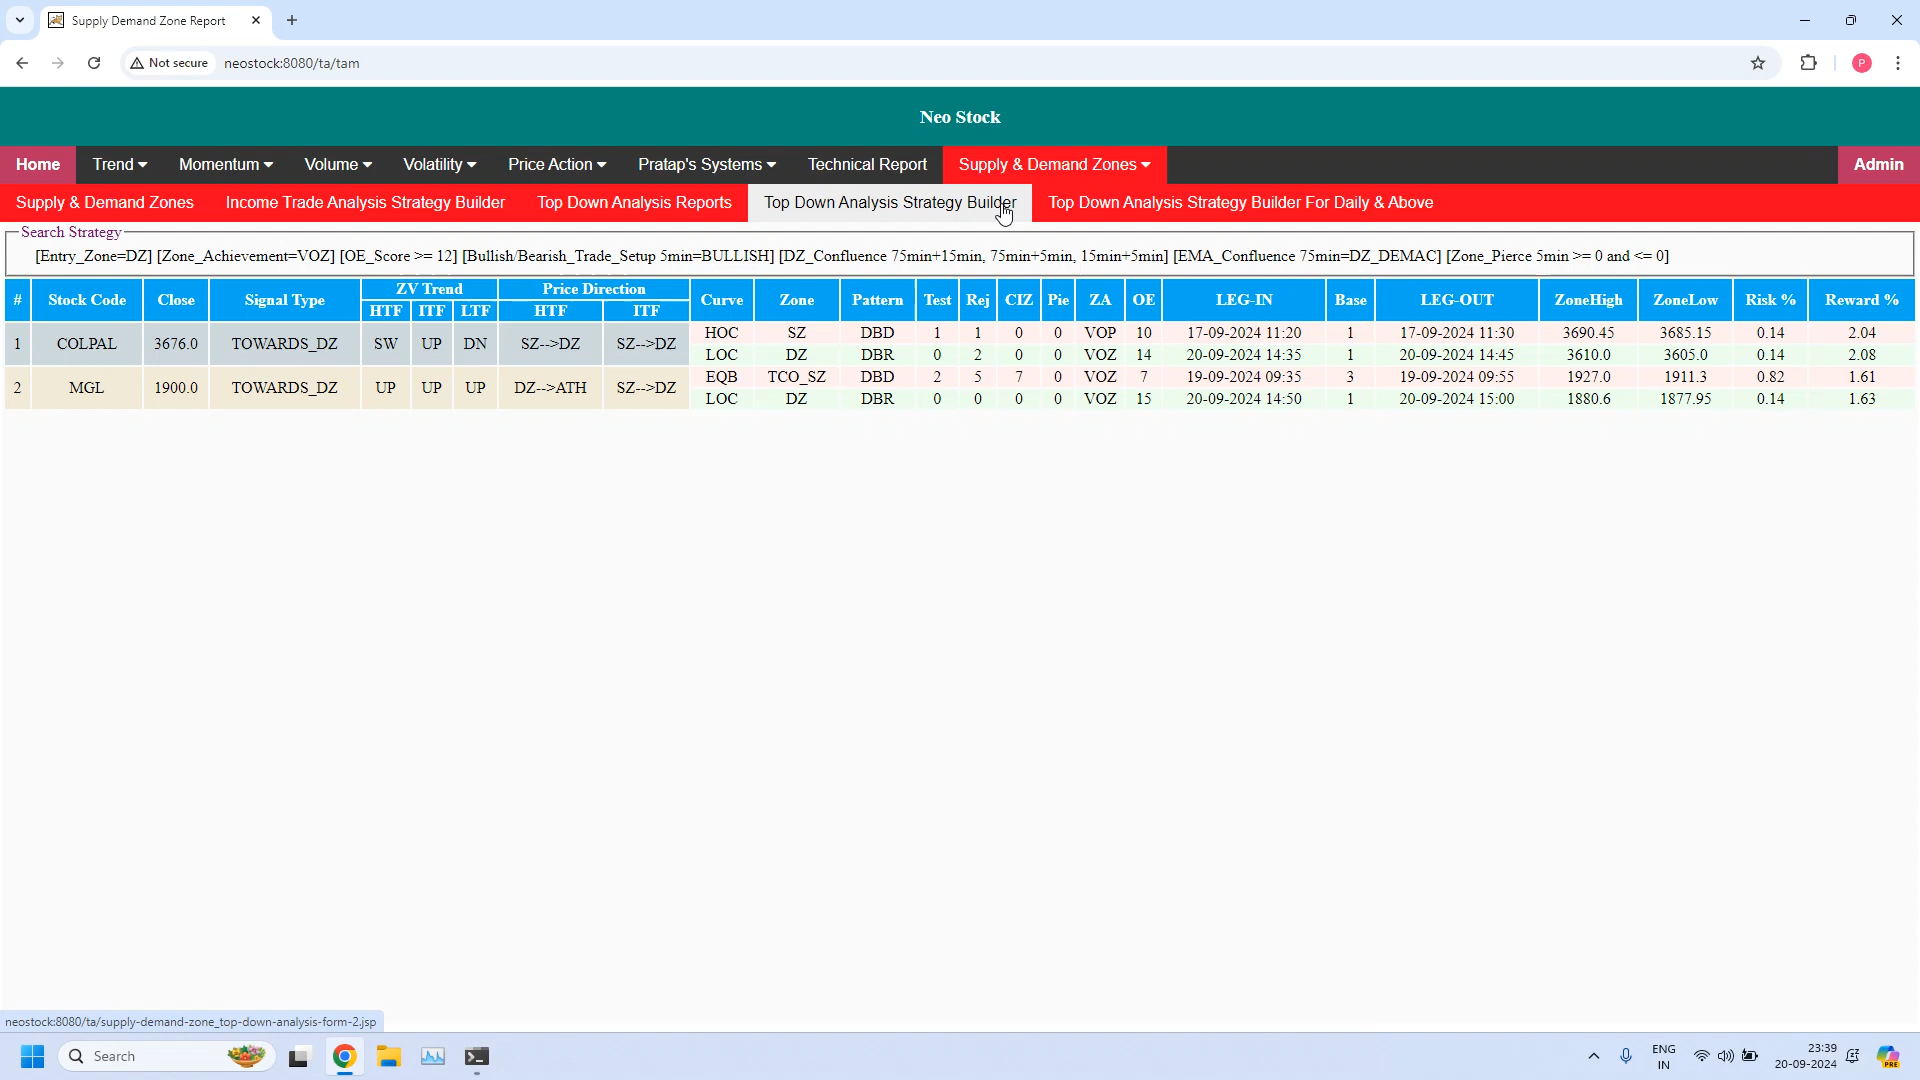 Supply Demand Zone Report
Not secure neostock:8080/ta/tam
P
Neo Stock
Home Trend Momentum Volume Volatility Price Action Pratap's Systems Technical Report Supply & Demand Zones Admin
Supply & Demand Zones Income Trade Analysis Strategy Builder Top Down Analysis Reports Top Down Analysis Strategy Builder Top Down Analysis Strategy Builder For Daily & Above
Search Strategy
[Entry_Zone=DZ] [Zone_Achievement=VOZ] [OE_Score >= 12] [Bullish/Bearish_Trade_Setup 5min=BULLISH] [DZ_Confluence 75min+15min, 75min+5min, 15min+5min] [EMA_Confluence 75min=DZ_DEMAC] [Zone_Pierce 5min >= 0 and <= 0]
# Stock Code Close Signal Type ZV Trend Price Direction Curve Zone Pattern Test Rej CIZ Pie ZA OE LEG-IN Base LEG-OUT ZoneHigh ZoneLow Risk % Reward %
HTF ITF LTF HTF ITF
1 COLPAL 3676.0 TOWARDS_DZ SW UP DN SZ-->DZ SZ-->DZ HOC SZ DBD 1 1 0 0 VOP 10 17-09-2024 11:20 1 17-09-2024 11:30 3690.45 3685.15 0.14 2.04
LOC DZ DBR 0 2 0 0 VOZ 14 20-09-2024 14:35 1 20-09-2024 14:45 3610.0 3605.0 0.14 2.08
2 MGL 1900.0 TOWARDS_DZ UP UP UP DZ-->ATH SZ-->DZ EQB TCO_SZ DBD 2 5 7 0 VOZ 7 19-09-2024 09:35 3 19-09-2024 09:55 1927.0 1911.3 0.82 1.61
LOC DZ DBR 0 0 0 0 VOZ 15 20-09-2024 14:50 1 20-09-2024 15:00 1880.6 1877.95 0.14 1.63
neostock:8080/ta/supply-demand-zone_top-down-analysis-form-2.jsp
Search
ENG
IN
23:39
20-09-2024
PRE